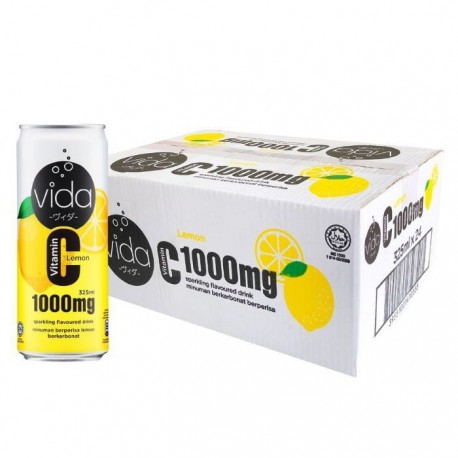 vida
-ヴィダ-
Vitamin
C
Lemon
325ml
1000mg
sparkling flavoured drink
minuman berperisa lemon
berkarbonat
vida
-ヴィダ-
Lemon
Vitamin
C 1000mg
sparkling flavoured drink
minuman berkarbonat berperisa
C 1000mg
325ml x 24